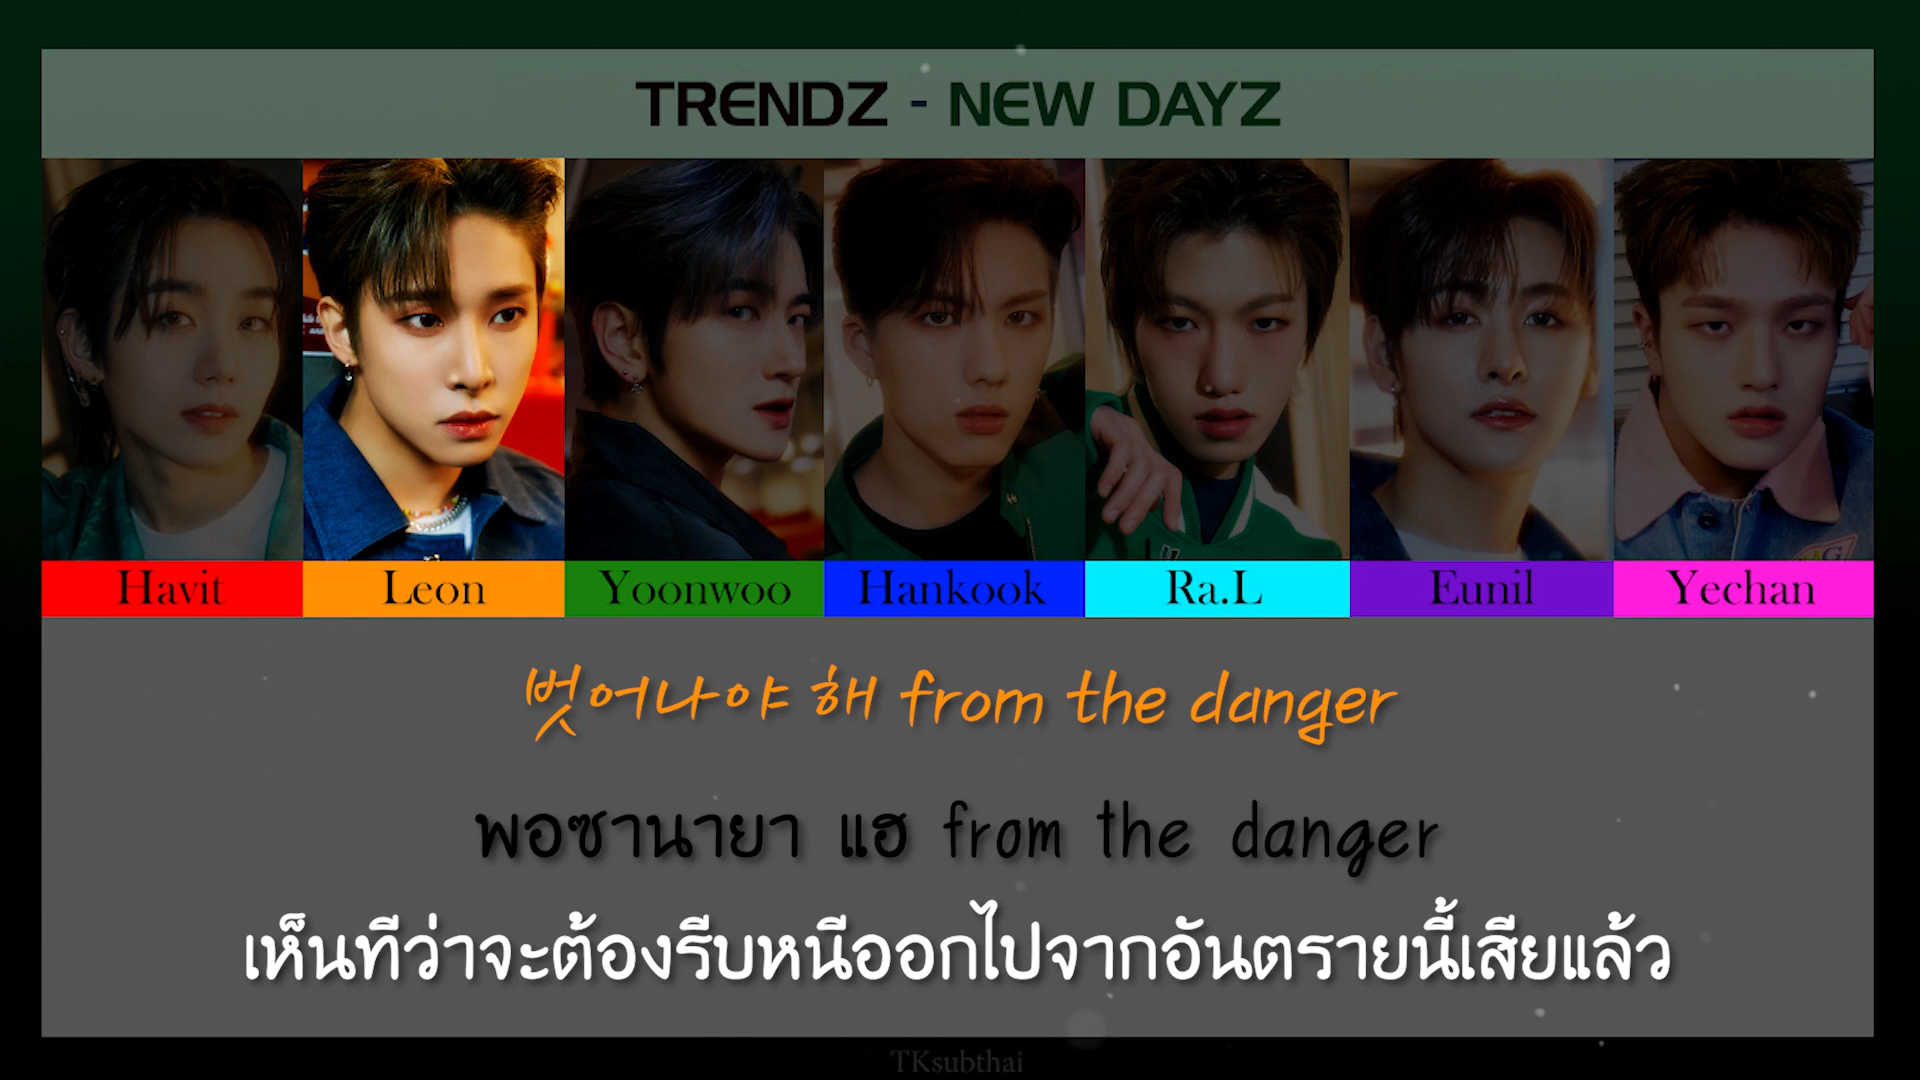 TRENDZ - NEW DAYZ
Havit Leon Yoonwoo Hankook Ra.L Eunil Yechan
벗어나야 해 from the danger
พอซานายา แฮ from the danger
เห็นทีว่าจะต้องรีบหนีออกไปจากอันตรายนี้เสียแล้ว
TKsubthai